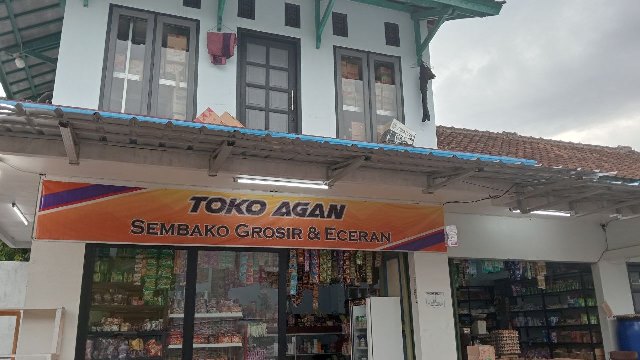 TOKO AGAN
SEMBAKO GROSIR & ECERAN